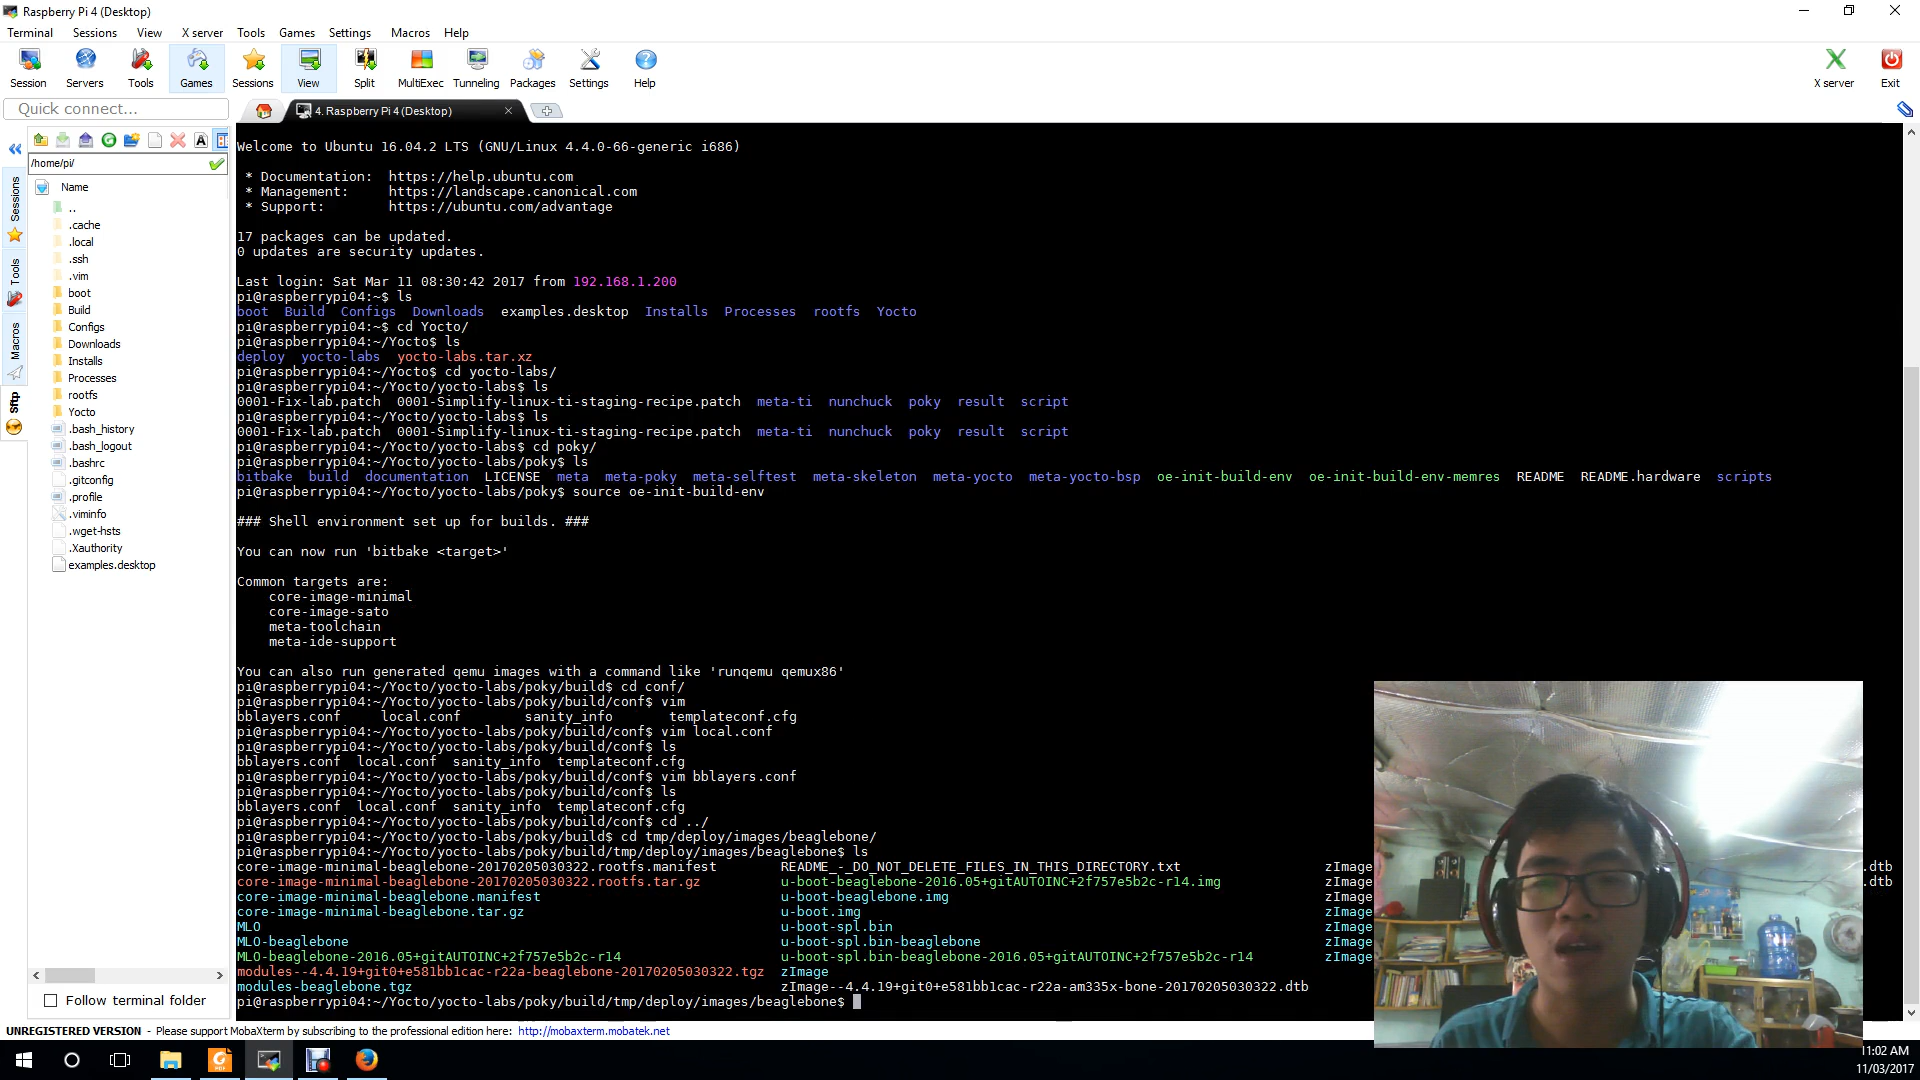 Raspberry Pi 4 (Desktop)
Terminal Sessions View X server Tools Games Settings Macros Help
Session Servers Tools Games Sessions View Split MultiExec Tunneling Packages Settings Help X server Exit
Quick connect...
4. Raspberry Pi 4 (Desktop)
/home/pi/
Name
..
.cache
.local
.ssh
.vim
boot
Build
Configs
Downloads
Installs
Processes
rootfs
Yocto
.bash_history
.bash_logout
.bashrc
.gitconfig
.profile
.viminfo
.wget-hsts
.Xauthority
examples.desktop
Sessions
Tools
Macros
Sftp
Follow terminal folder
Welcome to Ubuntu 16.04.2 LTS (GNU/Linux 4.4.0-66-generic i686)
* Documentation: https://help.ubuntu.com
* Management: https://landscape.canonical.com
* Support: https://ubuntu.com/advantage
17 packages can be updated.
0 updates are security updates.
Last login: Sat Mar 11 08:30:42 2017 from 192.168.1.200
pi@raspberrypi04:~$ ls
boot Build Configs Downloads examples.desktop Installs Processes rootfs Yocto
pi@raspberrypi04:~$ cd Yocto/
pi@raspberrypi04:~/Yocto$ ls
deploy yocto-labs yocto-labs.tar.xz
pi@raspberrypi04:~/Yocto$ cd yocto-labs/
pi@raspberrypi04:~/Yocto/yocto-labs$ ls
0001-Fix-lab.patch 0001-Simplify-linux-ti-staging-recipe.patch meta-ti nunchuck poky result script
pi@raspberrypi04:~/Yocto/yocto-labs$ ls
0001-Fix-lab.patch 0001-Simplify-linux-ti-staging-recipe.patch meta-ti nunchuck poky result script
pi@raspberrypi04:~/Yocto/yocto-labs$ cd poky/
pi@raspberrypi04:~/Yocto/yocto-labs/poky$ ls
bitbake build documentation LICENSE meta meta-poky meta-selftest meta-skeleton meta-yocto meta-yocto-bsp oe-init-build-env oe-init-build-env-memres README README.hardware scripts
pi@raspberrypi04:~/Yocto/yocto-labs/poky$ source oe-init-build-env
### Shell environment set up for builds. ###
You can now run 'bitbake <target>'
Common targets are:
core-image-minimal
core-image-sato
meta-toolchain
meta-ide-support
You can also run generated qemu images with a command like 'runqemu qemux86'
pi@raspberrypi04:~/Yocto/yocto-labs/poky/build$ cd conf/
pi@raspberrypi04:~/Yocto/yocto-labs/poky/build/conf$ vim
bblayers.conf local.conf sanity_info templateconf.cfg
pi@raspberrypi04:~/Yocto/yocto-labs/poky/build/conf$ vim local.conf
pi@raspberrypi04:~/Yocto/yocto-labs/poky/build/conf$ ls
bblayers.conf local.conf sanity_info templateconf.cfg
pi@raspberrypi04:~/Yocto/yocto-labs/poky/build/conf$ vim bblayers.conf
pi@raspberrypi04:~/Yocto/yocto-labs/poky/build/conf$ ls
bblayers.conf local.conf sanity_info templateconf.cfg
pi@raspberrypi04:~/Yocto/yocto-labs/poky/build/conf$ cd ../
pi@raspberrypi04:~/Yocto/yocto-labs/poky/build$ cd tmp/deploy/images/beaglebone/
pi@raspberrypi04:~/Yocto/yocto-labs/poky/build/tmp/deploy/images/beaglebone$ ls
core-image-minimal-beaglebone-20170205030322.rootfs.manifest README_-_DO_NOT_DELETE_FILES_IN_THIS_DIRECTORY.txt zImage .dtb
core-image-minimal-beaglebone-20170205030322.rootfs.tar.gz u-boot-beaglebone-2016.05+gitAUTOINC+2f757e5b2c-r14.img zImage .dtb
core-image-minimal-beaglebone.manifest u-boot-beaglebone.img zImage
core-image-minimal-beaglebone.tar.gz u-boot.img zImage
MLO u-boot-spl.bin zImage
MLO-beaglebone u-boot-spl.bin-beaglebone zImage
MLO-beaglebone-2016.05+gitAUTOINC+2f757e5b2c-r14 u-boot-spl.bin-beaglebone-2016.05+gitAUTOINC+2f757e5b2c-r14 zImage
modules--4.4.19+git0+e581bb1cac-r22a-beaglebone-20170205030322.tgz zImage
modules-beaglebone.tgz zImage--4.4.19+git0+e581bb1cac-r22a-am335x-bone-20170205030322.dtb
pi@raspberrypi04:~/Yocto/yocto-labs/poky/build/tmp/deploy/images/beaglebone$
UNREGISTERED VERSION - Please support MobaXterm by subscribing to the professional edition here: http://mobaxterm.mobatek.net
11:02 AM
11/03/2017